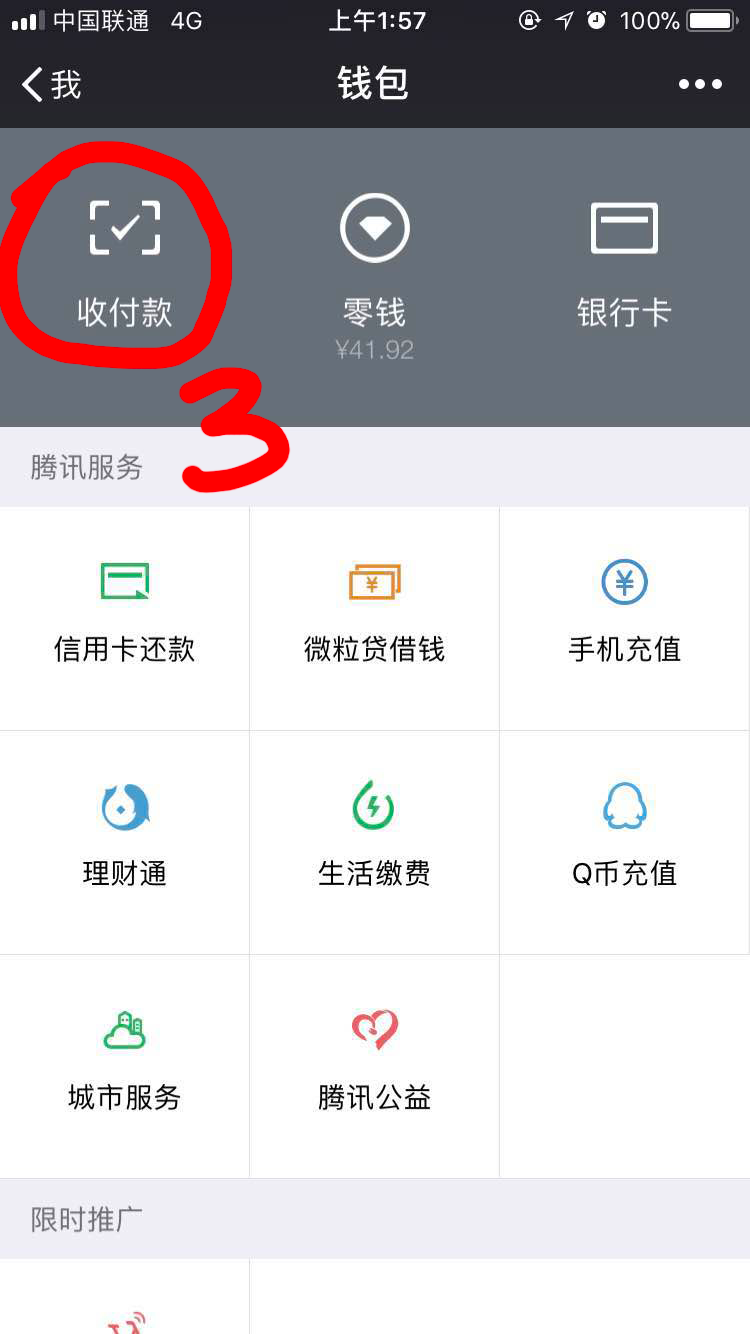 中国联通 4G 上午1:57 100%
我 钱包
收付款 零钱 银行卡
¥41.92
3
腾讯服务
信用卡还款 微粒贷借钱 手机充值
理财通 生活缴费 Q币充值
城市服务 腾讯公益
限时推广